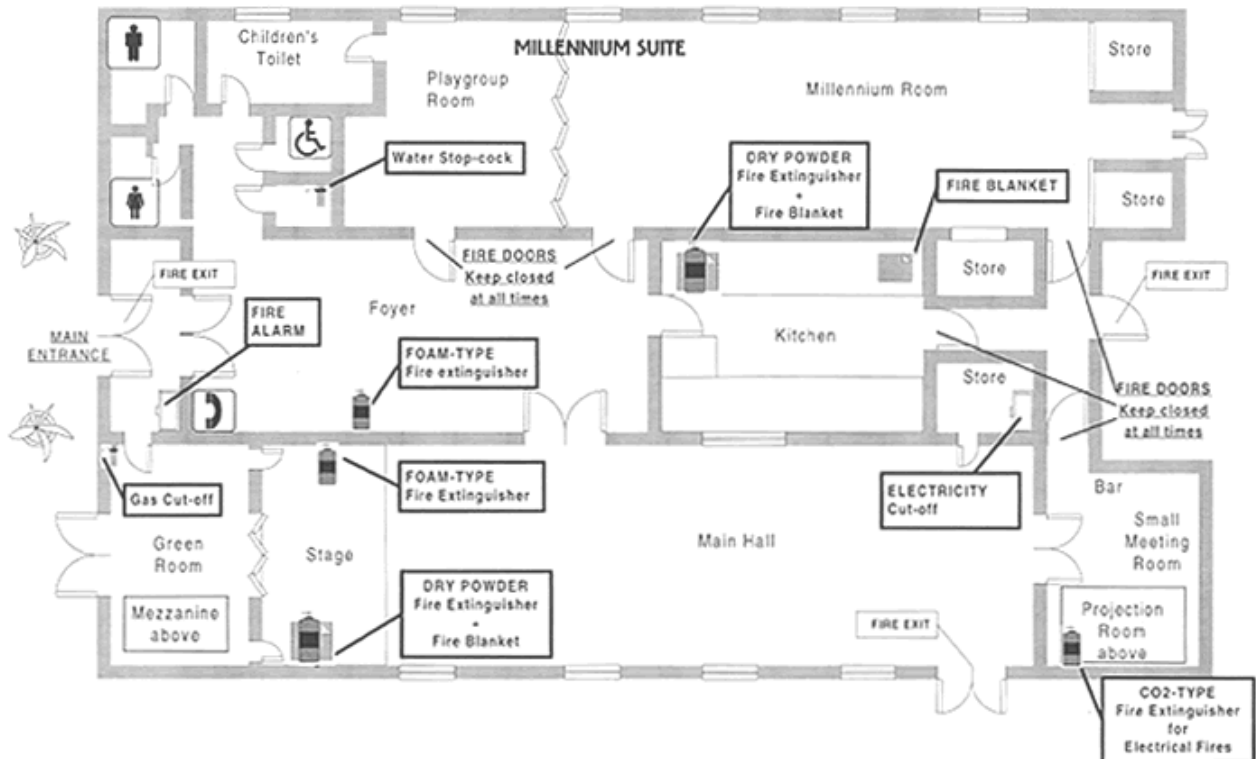 Children's
Toilet
MILLENNIUM SUITE
Store
Playgroup
Room
Millennium Room
Water Stop-cock
DRY POWDER
Fire Extinguisher
+
Fire Blanket
FIRE BLANKET
Store
FIRE DOORS
Keep closed
at all times
Store
FIRE EXIT
FIRE EXIT
Foyer
FIRE
ALARM
MAIN
ENTRANCE
Kitchen
FOAM-TYPE
Fire extinguisher
Store
FIRE DOORS
Keep closed
at all times
FOAM-TYPE
Fire Extinguisher
Gas Cut-off
ELECTRICITY
Cut-off
Bar
Small
Meeting
Room
Green
Room
Stage
Main Hall
DRY POWDER
Fire Extinguisher
+
Fire Blanket
Mezzanine
above
FIRE EXIT
Projection
Room
above
CO2-TYPE
Fire Extinguisher
for
Electrical Fires